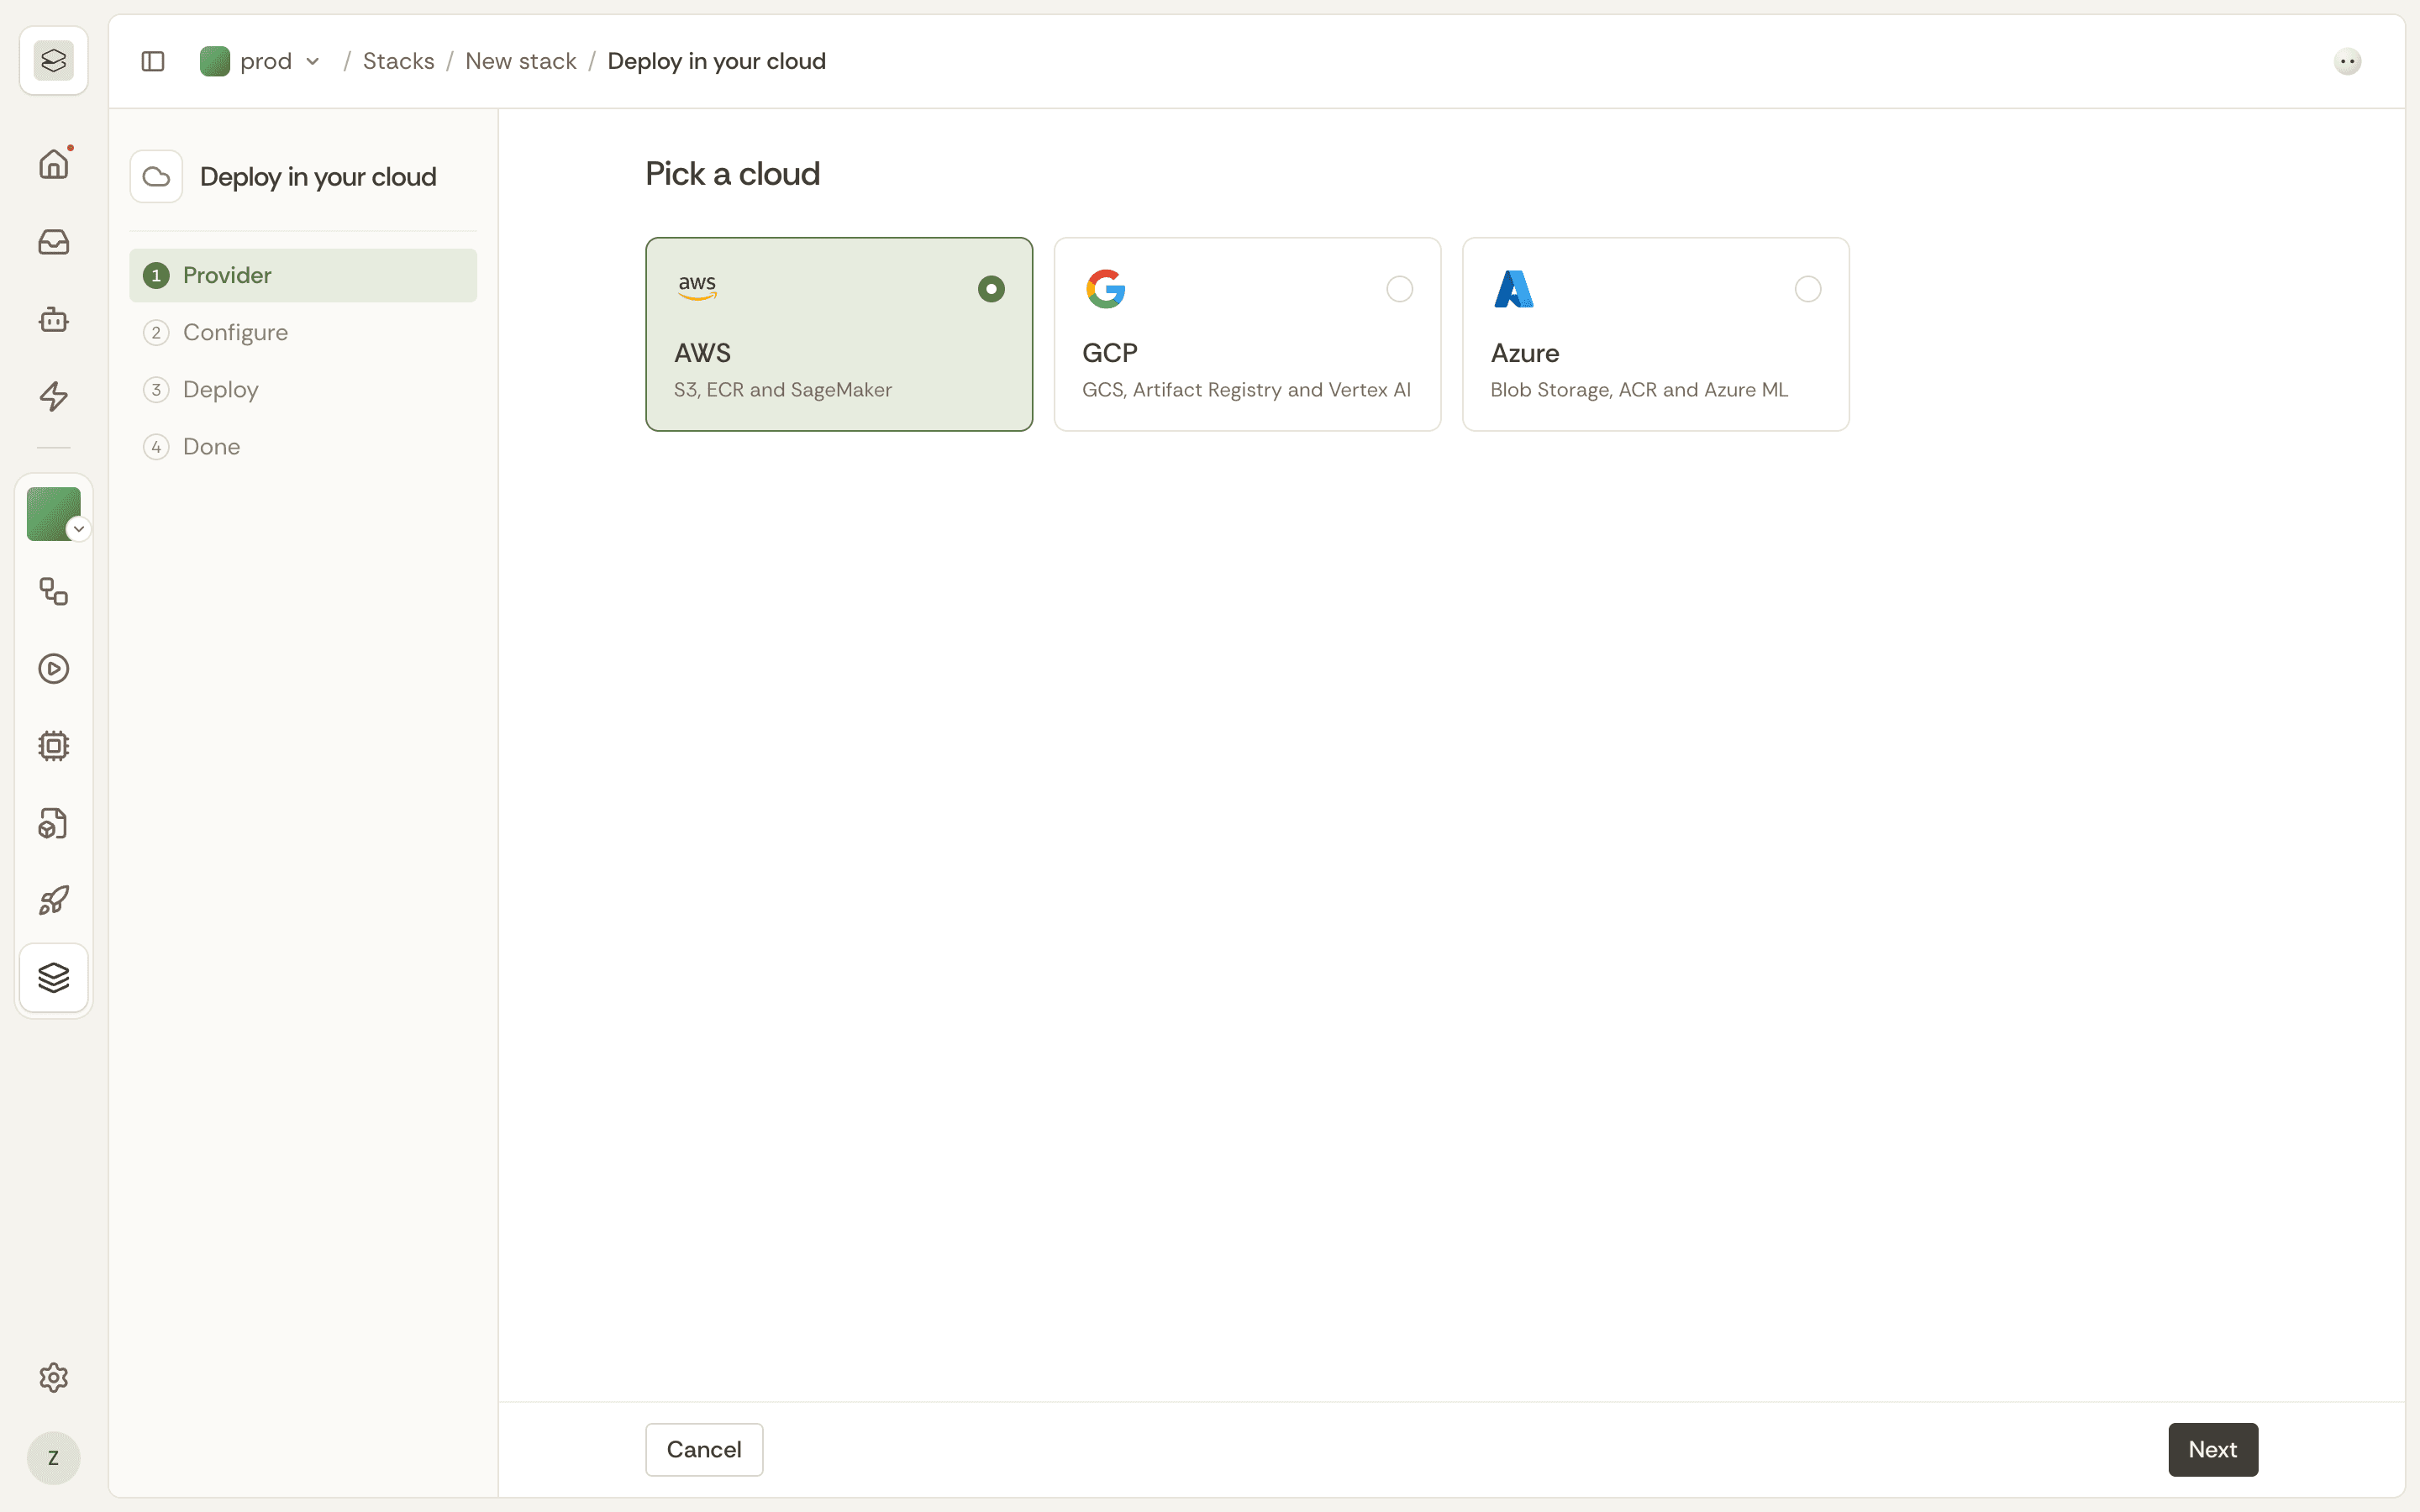 prod / Stacks / New stack / Deploy in your cloud
Deploy in your cloud
1 Provider
2 Configure
3 Deploy
4 Done
Z
Pick a cloud
aws
AWS
S3, ECR and SageMaker
GCP
GCS, Artifact Registry and Vertex AI
Azure
Blob Storage, ACR and Azure ML
Cancel
Next